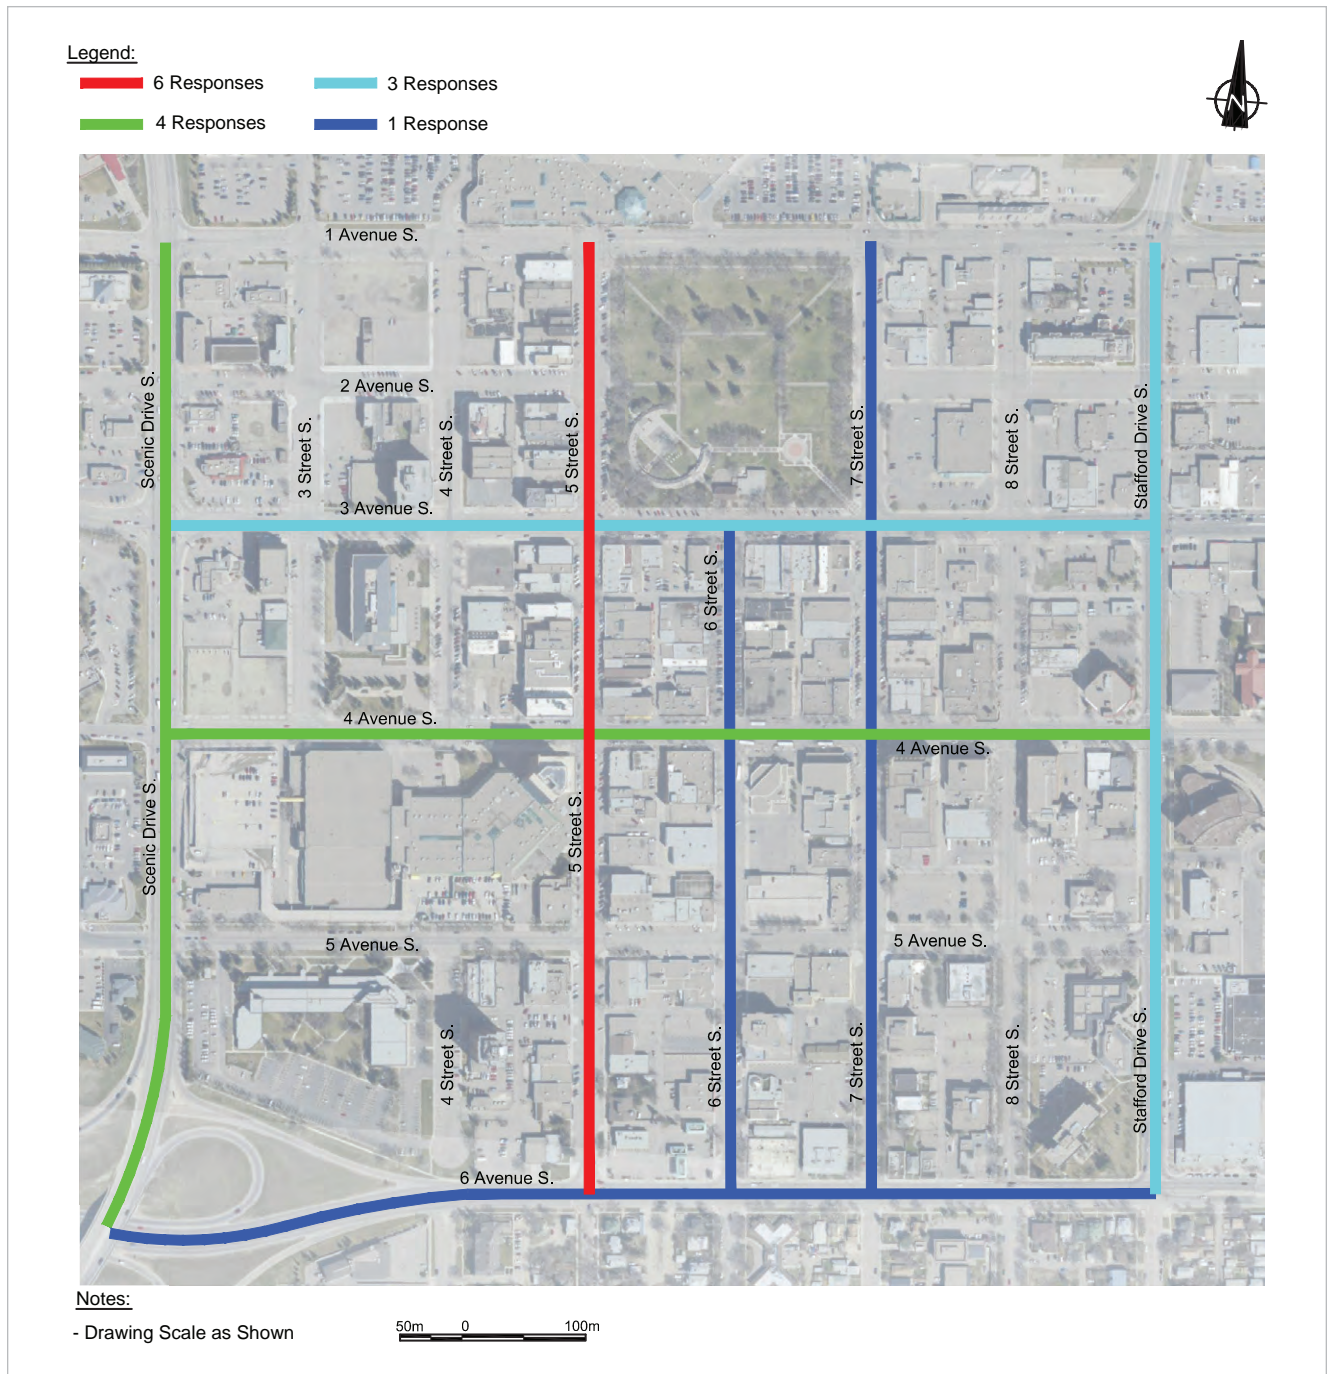 Legend:
6 Responses
3 Responses
4 Responses
1 Response
N
1 Avenue S.
2 Avenue S.
Scenic Drive S.
3 Street S.
4 Street S.
5 Street S.
7 Street S.
8 Street S.
Stafford Drive S.
3 Avenue S.
6 Street S.
4 Avenue S.
4 Avenue S.
Scenic Drive S.
5 Street S.
5 Avenue S.
5 Avenue S.
4 Street S.
6 Street S.
7 Street S.
8 Street S.
Stafford Drive S.
6 Avenue S.
Notes:
- Drawing Scale as Shown
50m 0 100m